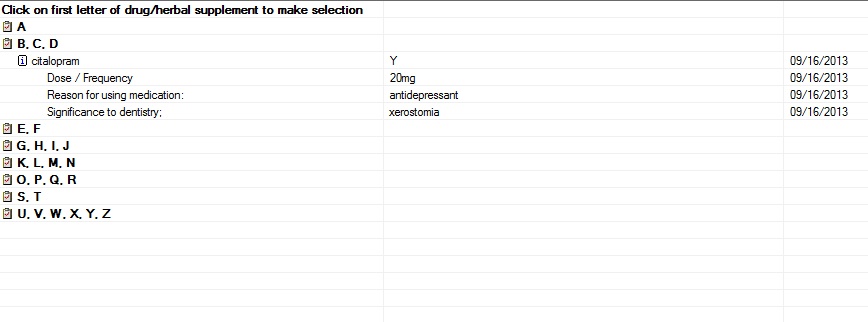 Click on first letter of drug/herbal supplement to make selection
A
B, C, D
i citalopram Y 09/16/2013
Dose / Frequency 20mg 09/16/2013
Reason for using medication: antidepressant 09/16/2013
Significance to dentistry; xerostomia 09/16/2013
E, F
G, H, I, J
K, L, M, N
O, P, Q, R
S, T
U, V, W, X, Y, Z